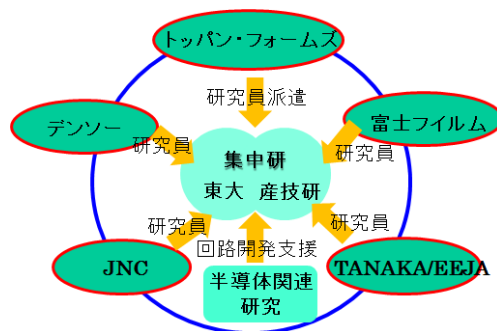 トッパン・フォームズ
研究員派遣
デンソー
富士フイルム
研究員
研究員
集中研
東大 産技研
研究員
研究員
回路開発支援
JNC
TANAKA/EEJA
半導体関連
研究